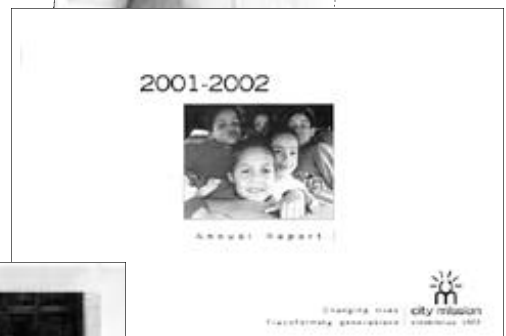 2001-2002
Annual Report
Changing lives
city mission
Transforming generations